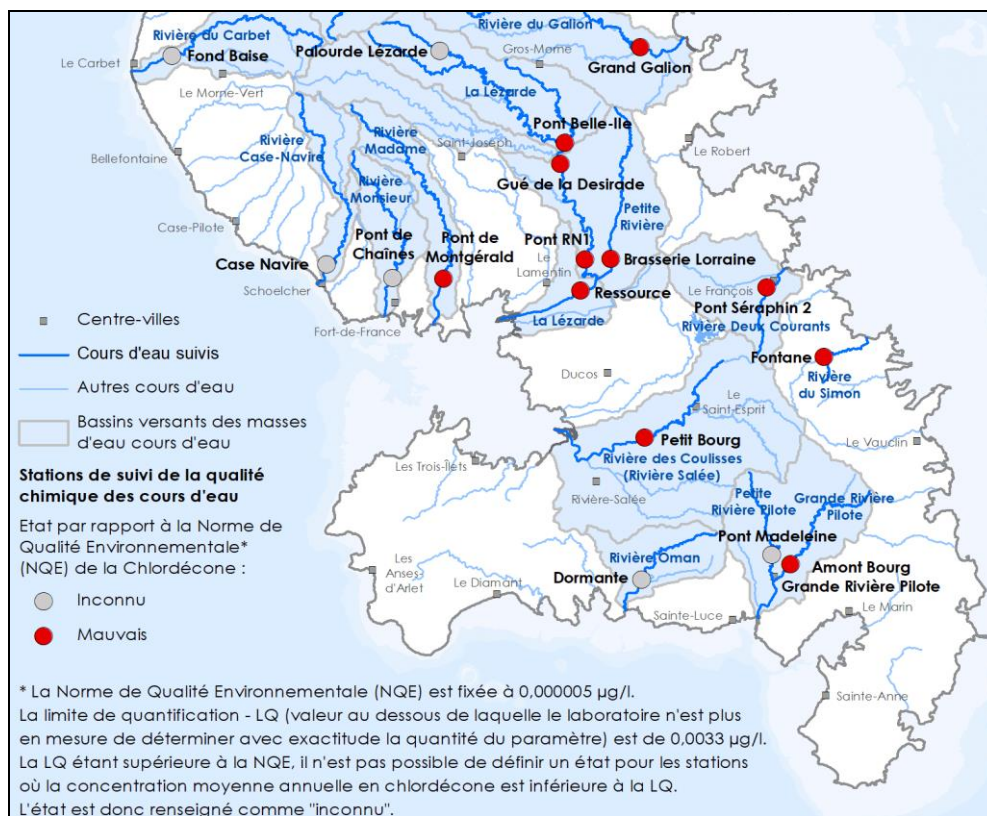 Rivière du Galion
Rivière du Carbet
Palourde Lézarde
Gros-Morne
Fond Baise
Le Carbet
Grand Galion
La Lézarde
Le Morne-Vert
Pont Belle-Ile
Rivière
Madame
Rivière
Case-Navire
Saint-Joseph
Le Robert
Bellefontaine
Gué de la Desirade
Rivière
Monsieur
Petite
Rivière
Case-Pilote
Pont de
Chaînes
Pont de
Montgérald
Pont RN1
Case Navire
Le
Lamentin
Brasserie Lorraine
Schoelcher
Ressource
Le François
Pont Séraphin 2
Fort-de-France
La Lézarde
Rivière Deux Courants
Fontane
Ducos
Rivière
du Simon
Le
Saint-Esprit
Petit Bourg
Le Vauclin
Rivière des Coulisses
(Rivière Salée)
Les Trois-Îlets
Rivière-Salée
Petite
Rivière Pilote
Grande Rivière
Pilote
Pont Madeleine
Rivière Oman
Les
Anses-
d'Arlet
Le Diamant
Dormante
Amont Bourg
Grande Rivière Pilote
Sainte-Luce
Le Marin
Sainte-Anne
Centre-villes
Cours d'eau suivis
Autres cours d'eau
Bassins versants des masses
d'eau cours d'eau
Stations de suivi de la qualité
chimique des cours d'eau
Etat par rapport à la Norme de
Qualité Environnementale*
(NQE) de la Chlordécone :
Inconnu
Mauvais
* La Norme de Qualité Environnementale (NQE) est fixée à 0,000005 µg/l.
La limite de quantification - LQ (valeur au dessous de laquelle le laboratoire n'est plus
en mesure de déterminer avec exactitude la quantité du paramètre) est de 0,0033 µg/l.
La LQ étant supérieure à la NQE, il n'est pas possible de définir un état pour les stations
où la concentration moyenne annuelle en chlordécone est inférieure à la LQ.
L'état est donc renseigné comme "inconnu".